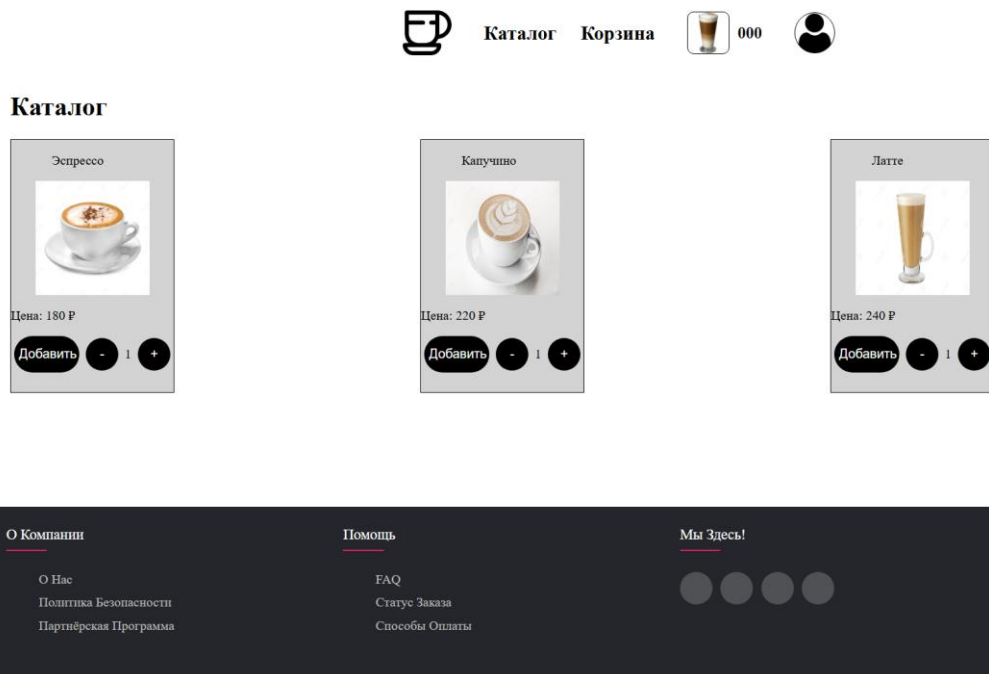 Каталог Корзина 000
Каталог
Эспрессо
Капучино
Латте
Цена: 180 ₽
Цена: 220 ₽
Цена: 240 ₽
Добавить - 1 +
Добавить - 1 +
Добавить - 1 +
О Компании
О Нас
Политика Безопасности
Партнёрская Программа
Помощь
FAQ
Статус Заказа
Способы Оплаты
Мы Здесь!